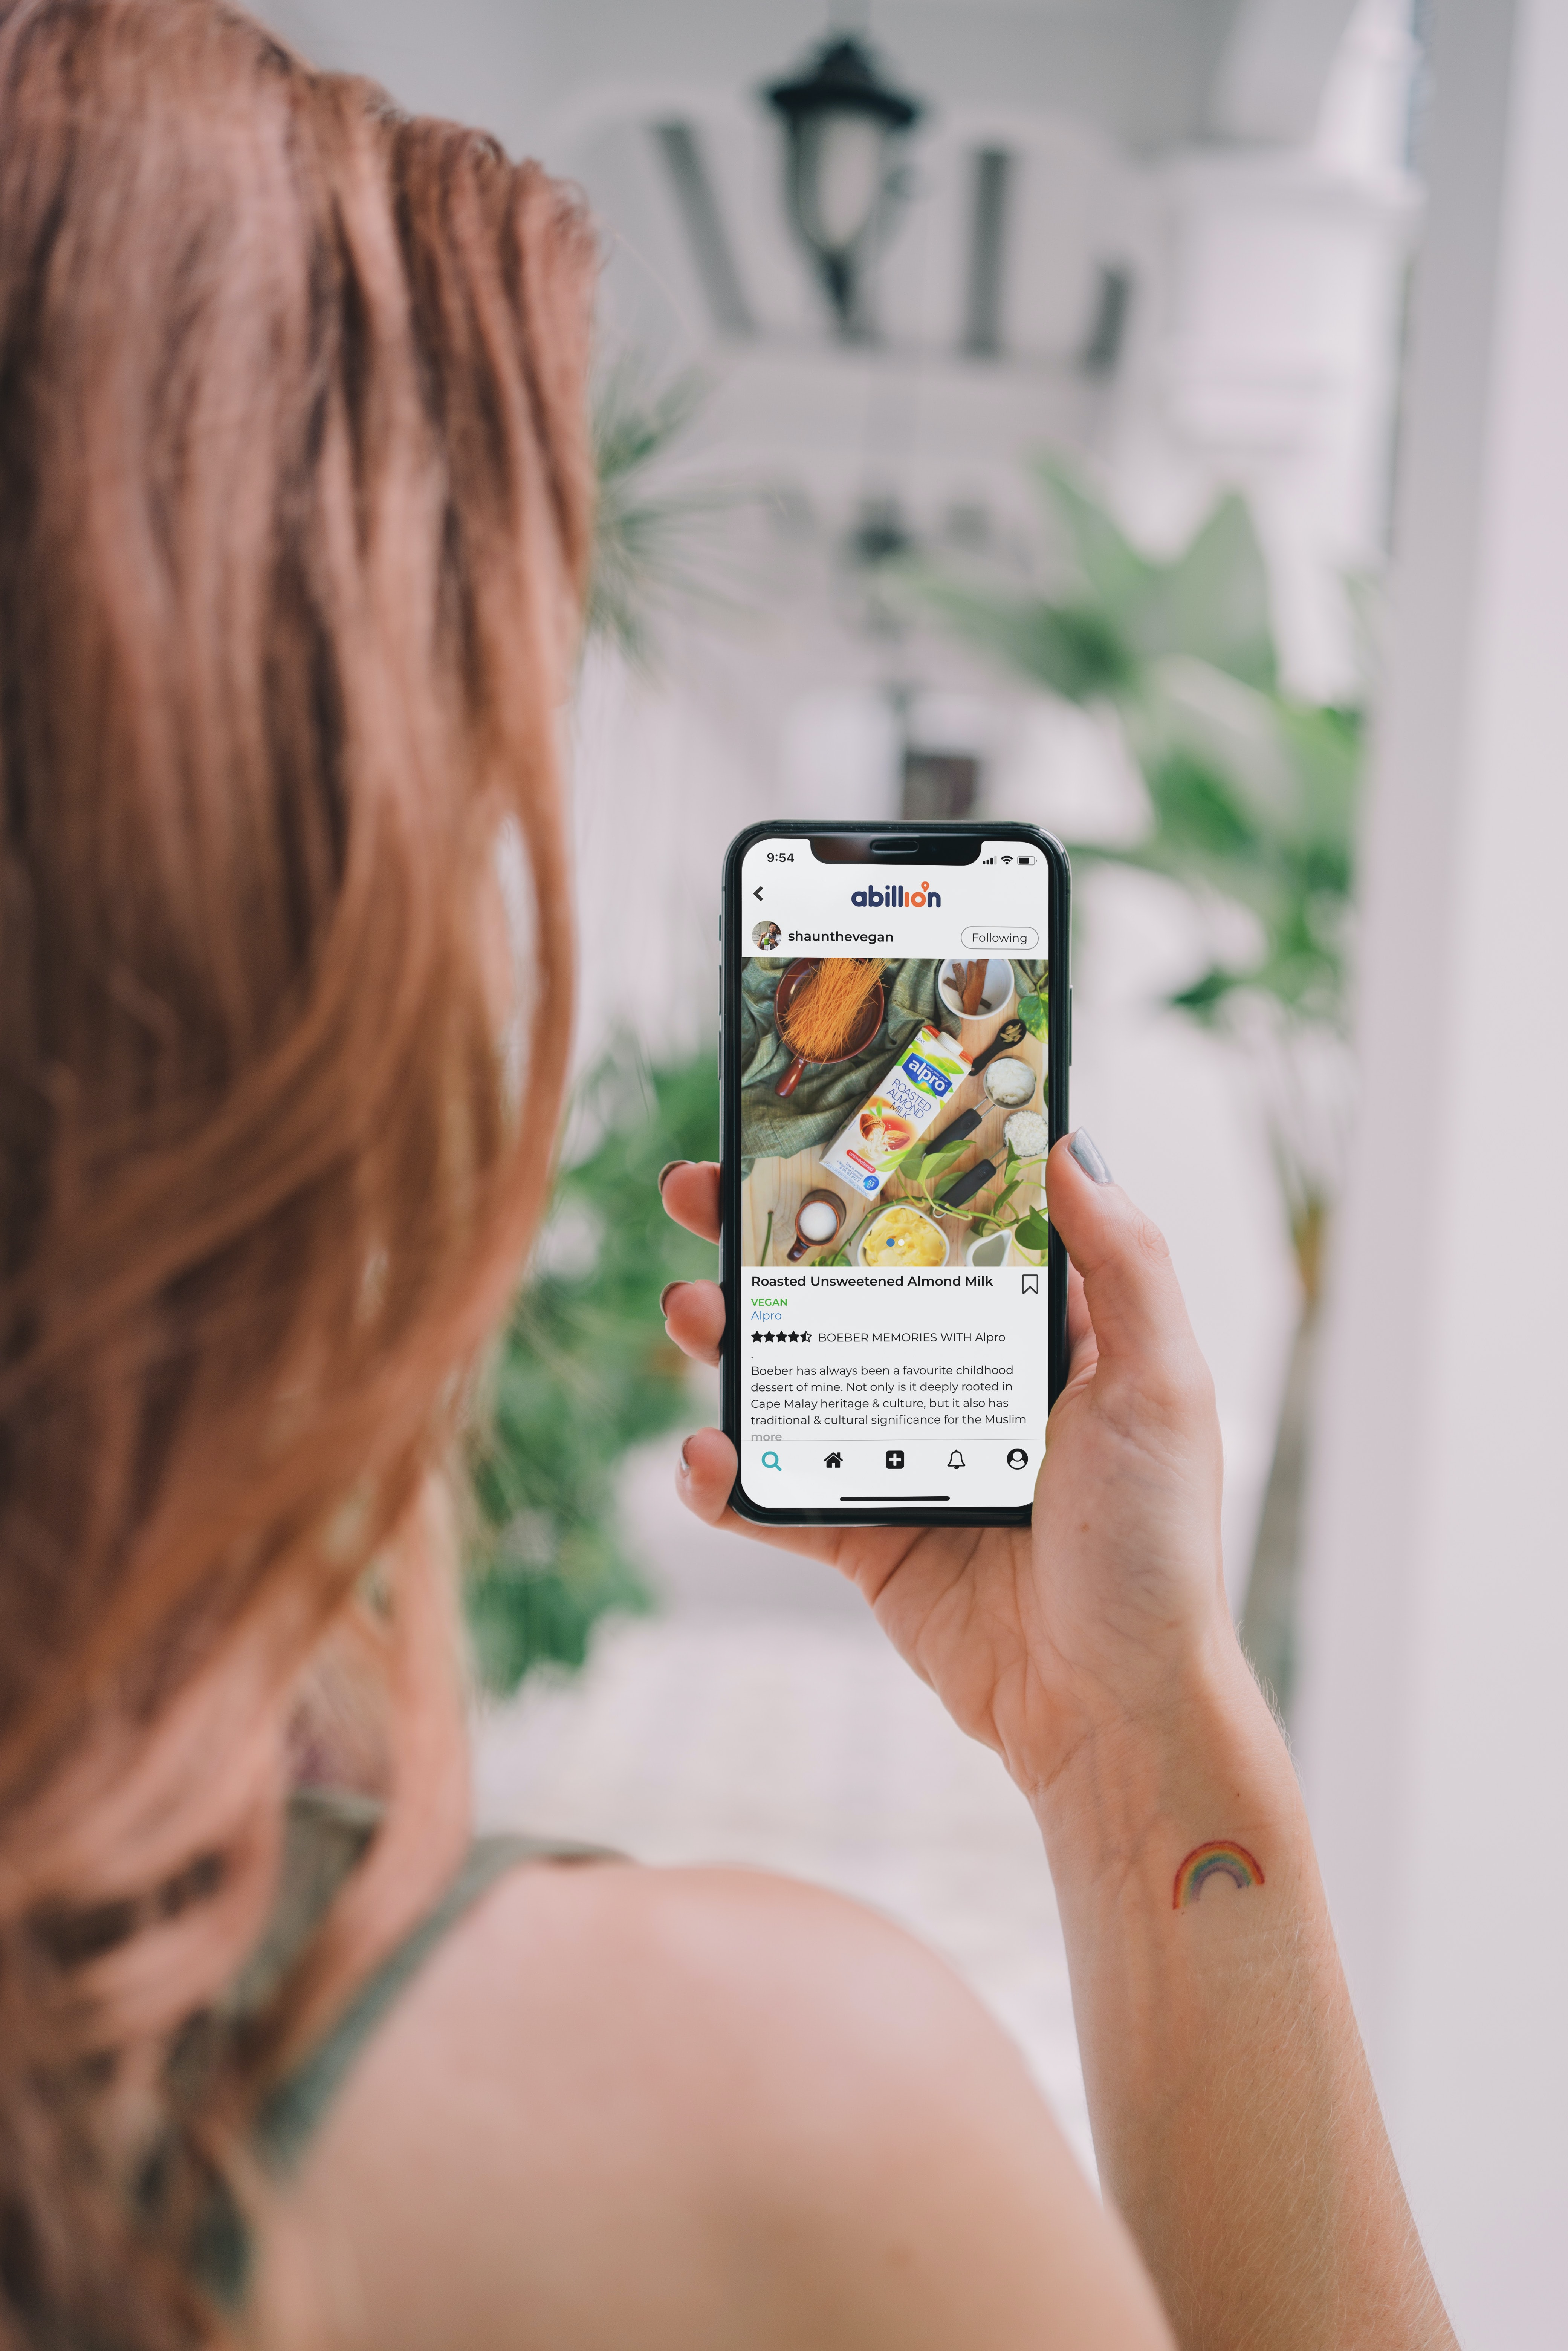 9:54
abillion
shaunthevegan
Following
alpro
ROASTED
ALMOND
MILK
Roasted Unsweetened Almond Milk
VEGAN
Alpro
BOEBER MEMORIES WITH Alpro
.
Boeber has always been a favourite childhood
dessert of mine. Not only is it deeply rooted in
Cape Malay heritage & culture, but it also has
traditional & cultural significance for the Muslim
more